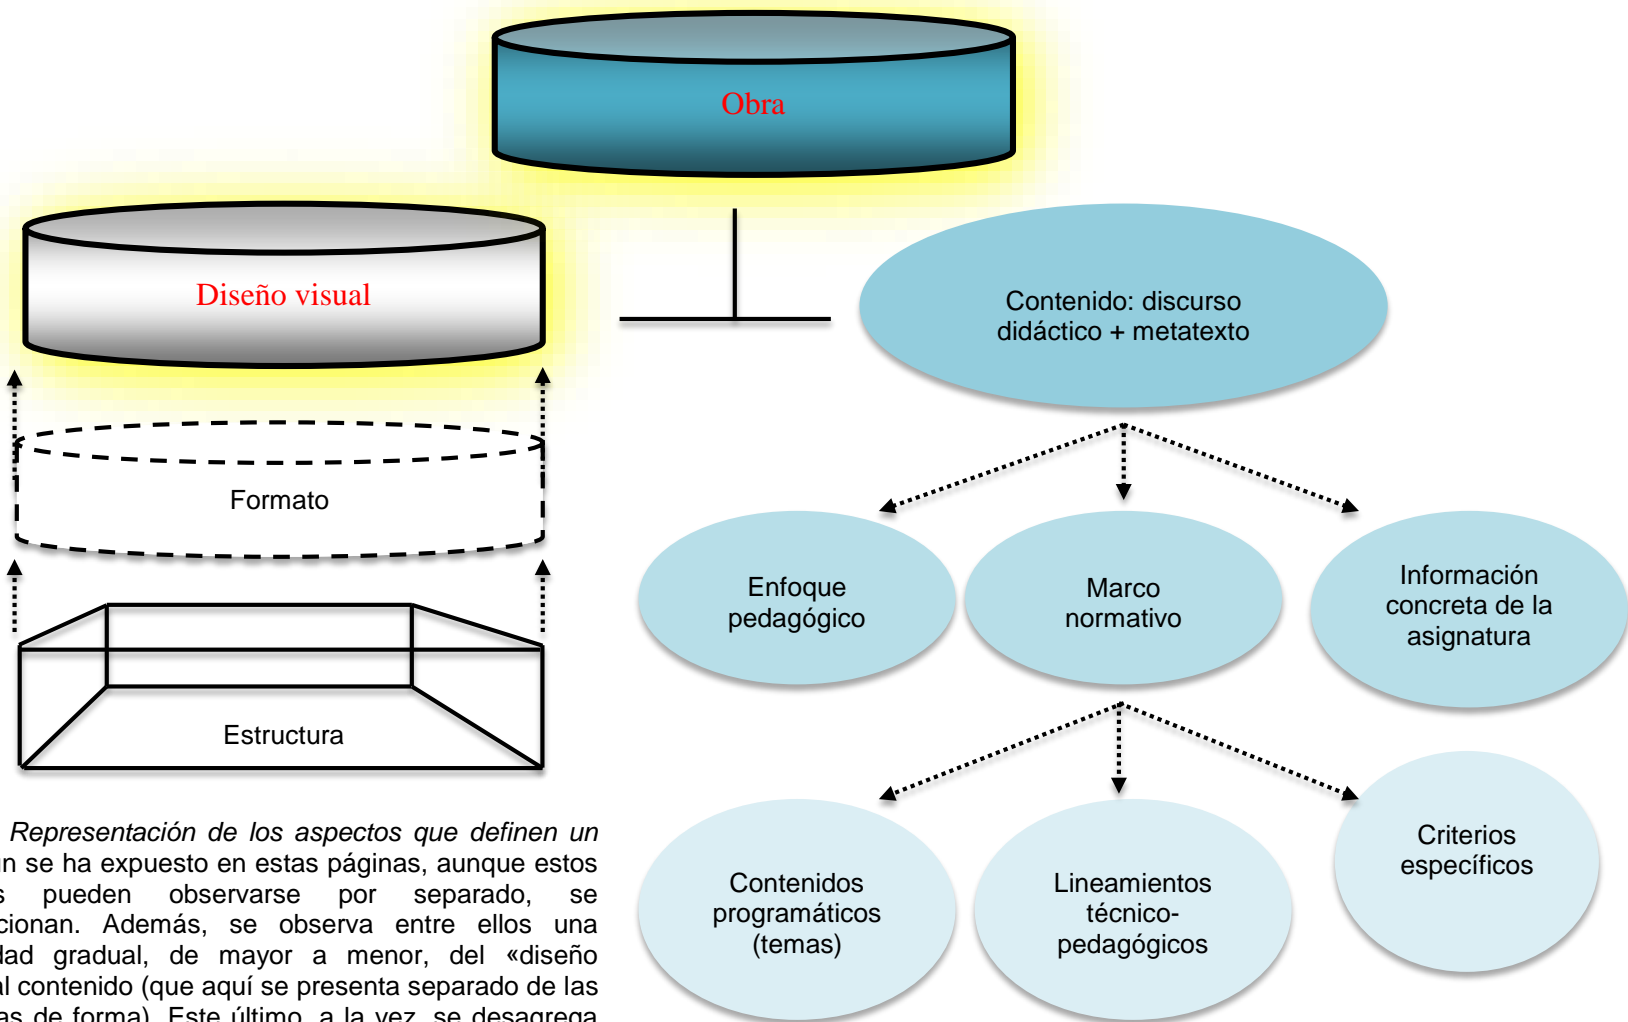 Obra
Diseño visual
Contenido: discurso
didáctico + metatexto
Formato
Enfoque
pedagógico
Marco
normativo
Información
concreta de la
asignatura
Estructura
Representación de los aspectos que definen un
se ha expuesto en estas páginas, aunque estos
pueden observarse por separado, se
Además, se observa entre ellos una
gradual, de mayor a menor, del «diseño
al contenido (que aquí se presenta separado de las
de forma). Este último, a la vez, se desagrega
Contenidos
programáticos
(temas)
Lineamientos
técnico-
pedagógicos
Criterios
específicos